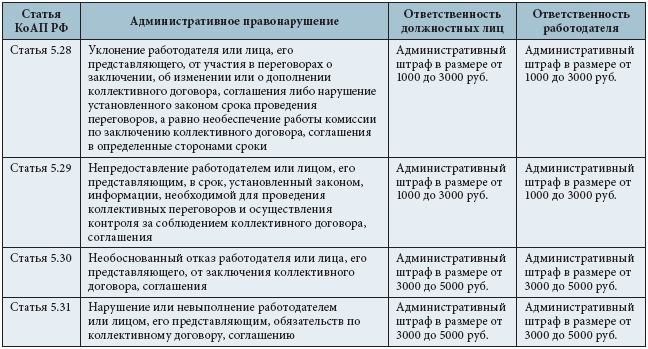 Статья
КоАП РФ
Административное правонарушение
Ответственность
должностных лиц
Ответственность
работодателя
Статья 5.28
Уклонение работодателя или лица, его
представляющего, от участия в переговорах о
заключении, об изменении или о дополнении
коллективного договора, соглашения либо нарушение
установленного законом срока проведения
переговоров, а равно необеспечение работы комиссии
по заключению коллективного договора, соглашения
в определенные сторонами сроки
Административный
штраф в размере от
1000 до 3000 руб.
Административный
штраф в размере от
1000 до 3000 руб.
Статья 5.29
Непредоставление работодателем или лицом, его
представляющим, в срок, установленный законом,
информации, необходимой для проведения
коллективных переговоров и осуществления
контроля за соблюдением коллективного договора,
соглашения
Административный
штраф в размере от
1000 до 3000 руб.
Административный
штраф в размере от
1000 до 3000 руб.
Статья 5.30
Необоснованный отказ работодателя или лица, его
представляющего, от заключения коллективного
договора, соглашения
Административный
штраф в размере от
3000 до 5000 руб.
Административный
штраф в размере от
3000 до 5000 руб.
Статья 5.31
Нарушение или невыполнение работодателем
или лицом, его представляющим, обязательств по
коллективному договору, соглашению
Административный
штраф в размере от
3000 до 5000 руб.
Административный
штраф в размере от
3000 до 5000 руб.